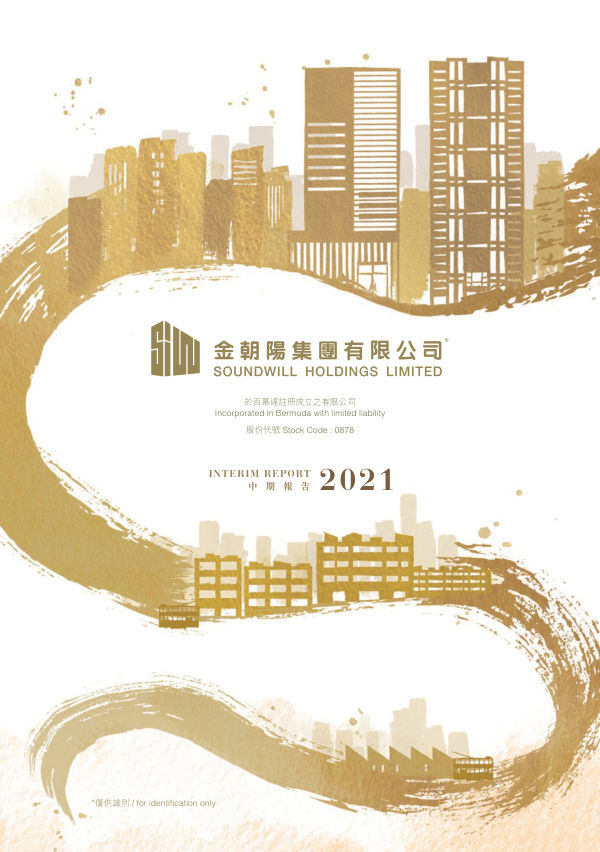 SW
金朝陽集團有限公司*
SOUNDWILL HOLDINGS LIMITED
於百慕達註冊成立之有限公司
Incorporated in Bermuda with limited liability
股份代號 Stock Code : 0878
INTERIM REPORT 2021
中期報告
*僅供識別 / for identification only